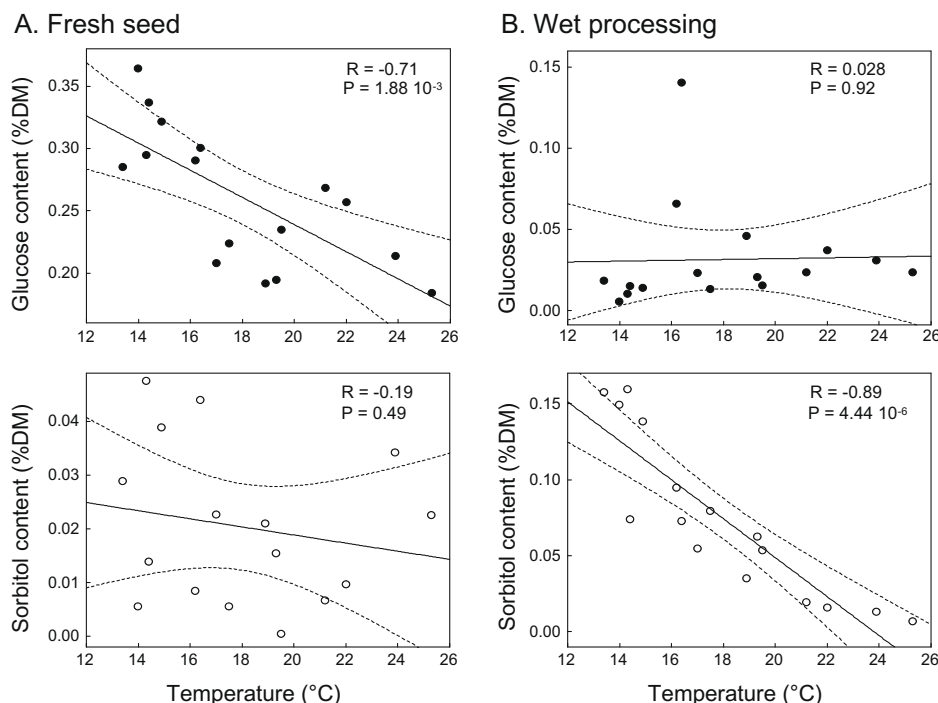 A. Fresh seed
B. Wet processing
Glucose content (%DM)
0.35
0.30
0.25
0.20
R = -0.71
P = 1.88 10-3
12 14 16 18 20 22 24 26
Glucose content (%DM)
0.15
0.10
0.05
0.00
R = 0.028
P = 0.92
12 14 16 18 20 22 24 26
Sorbitol content (%DM)
0.04
0.03
0.02
0.01
0.00
R = -0.19
P = 0.49
12 14 16 18 20 22 24 26
Temperature (°C)
Sorbitol content (%DM)
0.15
0.10
0.05
0.00
R = -0.89
P = 4.44 10-6
12 14 16 18 20 22 24 26
Temperature (°C)